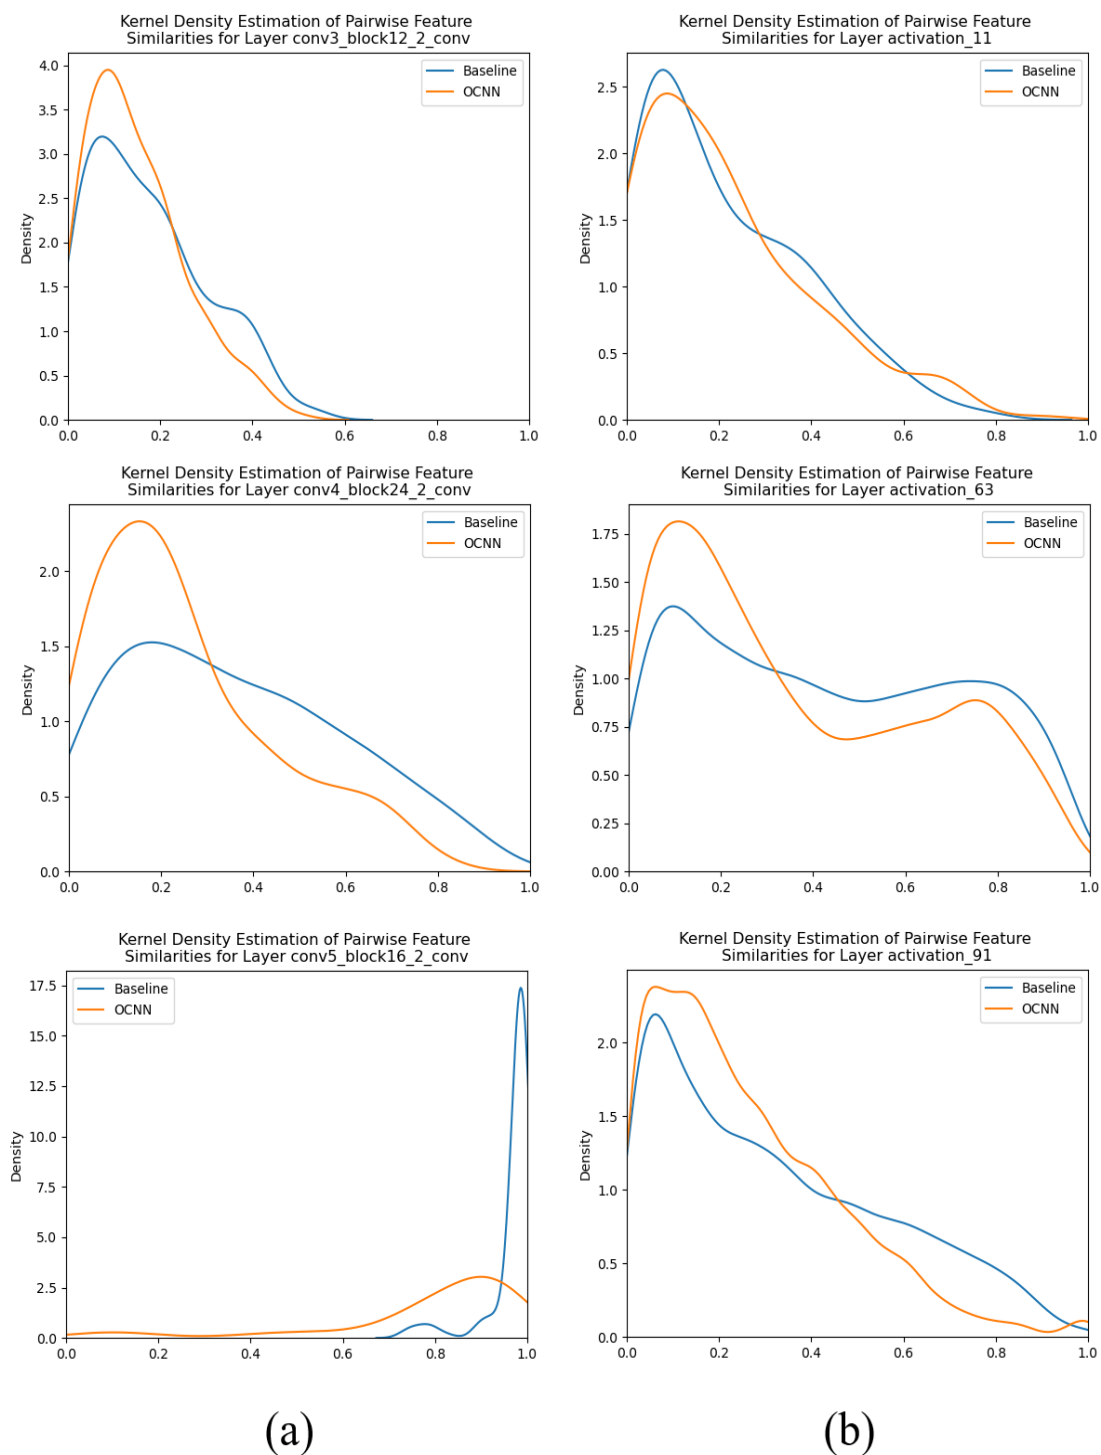 Kernel Density Estimation of Pairwise Feature
Similarities for Layer conv3_block12_2_conv
Baseline
OCNN
Density
4.0
3.5
3.0
2.5
2.0
1.5
1.0
0.5
0.0
0.0 0.2 0.4 0.6 0.8 1.0
Kernel Density Estimation of Pairwise Feature
Similarities for Layer activation_11
Baseline
OCNN
Density
2.5
2.0
1.5
1.0
0.5
0.0
0.0 0.2 0.4 0.6 0.8 1.0
Kernel Density Estimation of Pairwise Feature
Similarities for Layer conv4_block24_2_conv
Baseline
OCNN
Density
2.0
1.5
1.0
0.5
0.0
0.0 0.2 0.4 0.6 0.8 1.0
Kernel Density Estimation of Pairwise Feature
Similarities for Layer activation_63
Baseline
OCNN
Density
1.75
1.50
1.25
1.00
0.75
0.50
0.25
0.00
0.0 0.2 0.4 0.6 0.8 1.0
Kernel Density Estimation of Pairwise Feature
Similarities for Layer conv5_block16_2_conv
Baseline
OCNN
Density
17.5
15.0
12.5
10.0
7.5
5.0
2.5
0.0
0.0 0.2 0.4 0.6 0.8 1.0
Kernel Density Estimation of Pairwise Feature
Similarities for Layer activation_91
Baseline
OCNN
Density
2.0
1.5
1.0
0.5
0.0
0.0 0.2 0.4 0.6 0.8 1.0
(a)
(b)